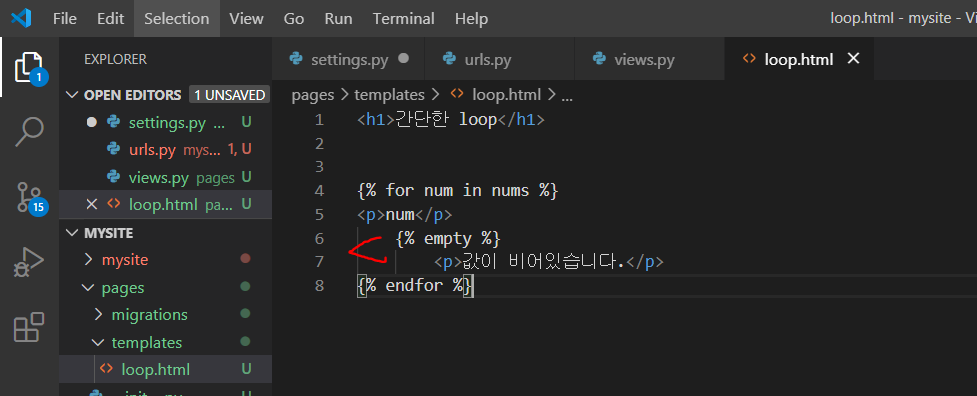 File Edit Selection View Go Run Terminal Help loop.html - mysite - Vi
EXPLORER settings.py urls.py views.py loop.html
1
OPEN EDITORS 1 UNSAVED
pages > templates > loop.html > ...
settings.py ... U
urls.py mys... 1, U
views.py pages U
loop.html pa... U
15
MYSITE
mysite
pages
migrations
templates
loop.html U
1 <h1>간단한 loop</h1>
2
3
4 {% for num in nums %}
5 <p>num</p>
6 {% empty %}
7 <p>값이 비어있습니다.</p>
8 {% endfor %}